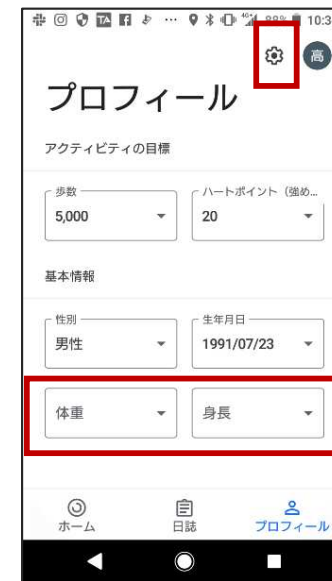 98% 10:3
高
プロフィール
アクティビティの目標
歩数
ハートポイント（強め...
5,000
20
基本情報
性別
生年月日
男性
1991/07/23
体重
身長
ホーム
日誌
プロフィール